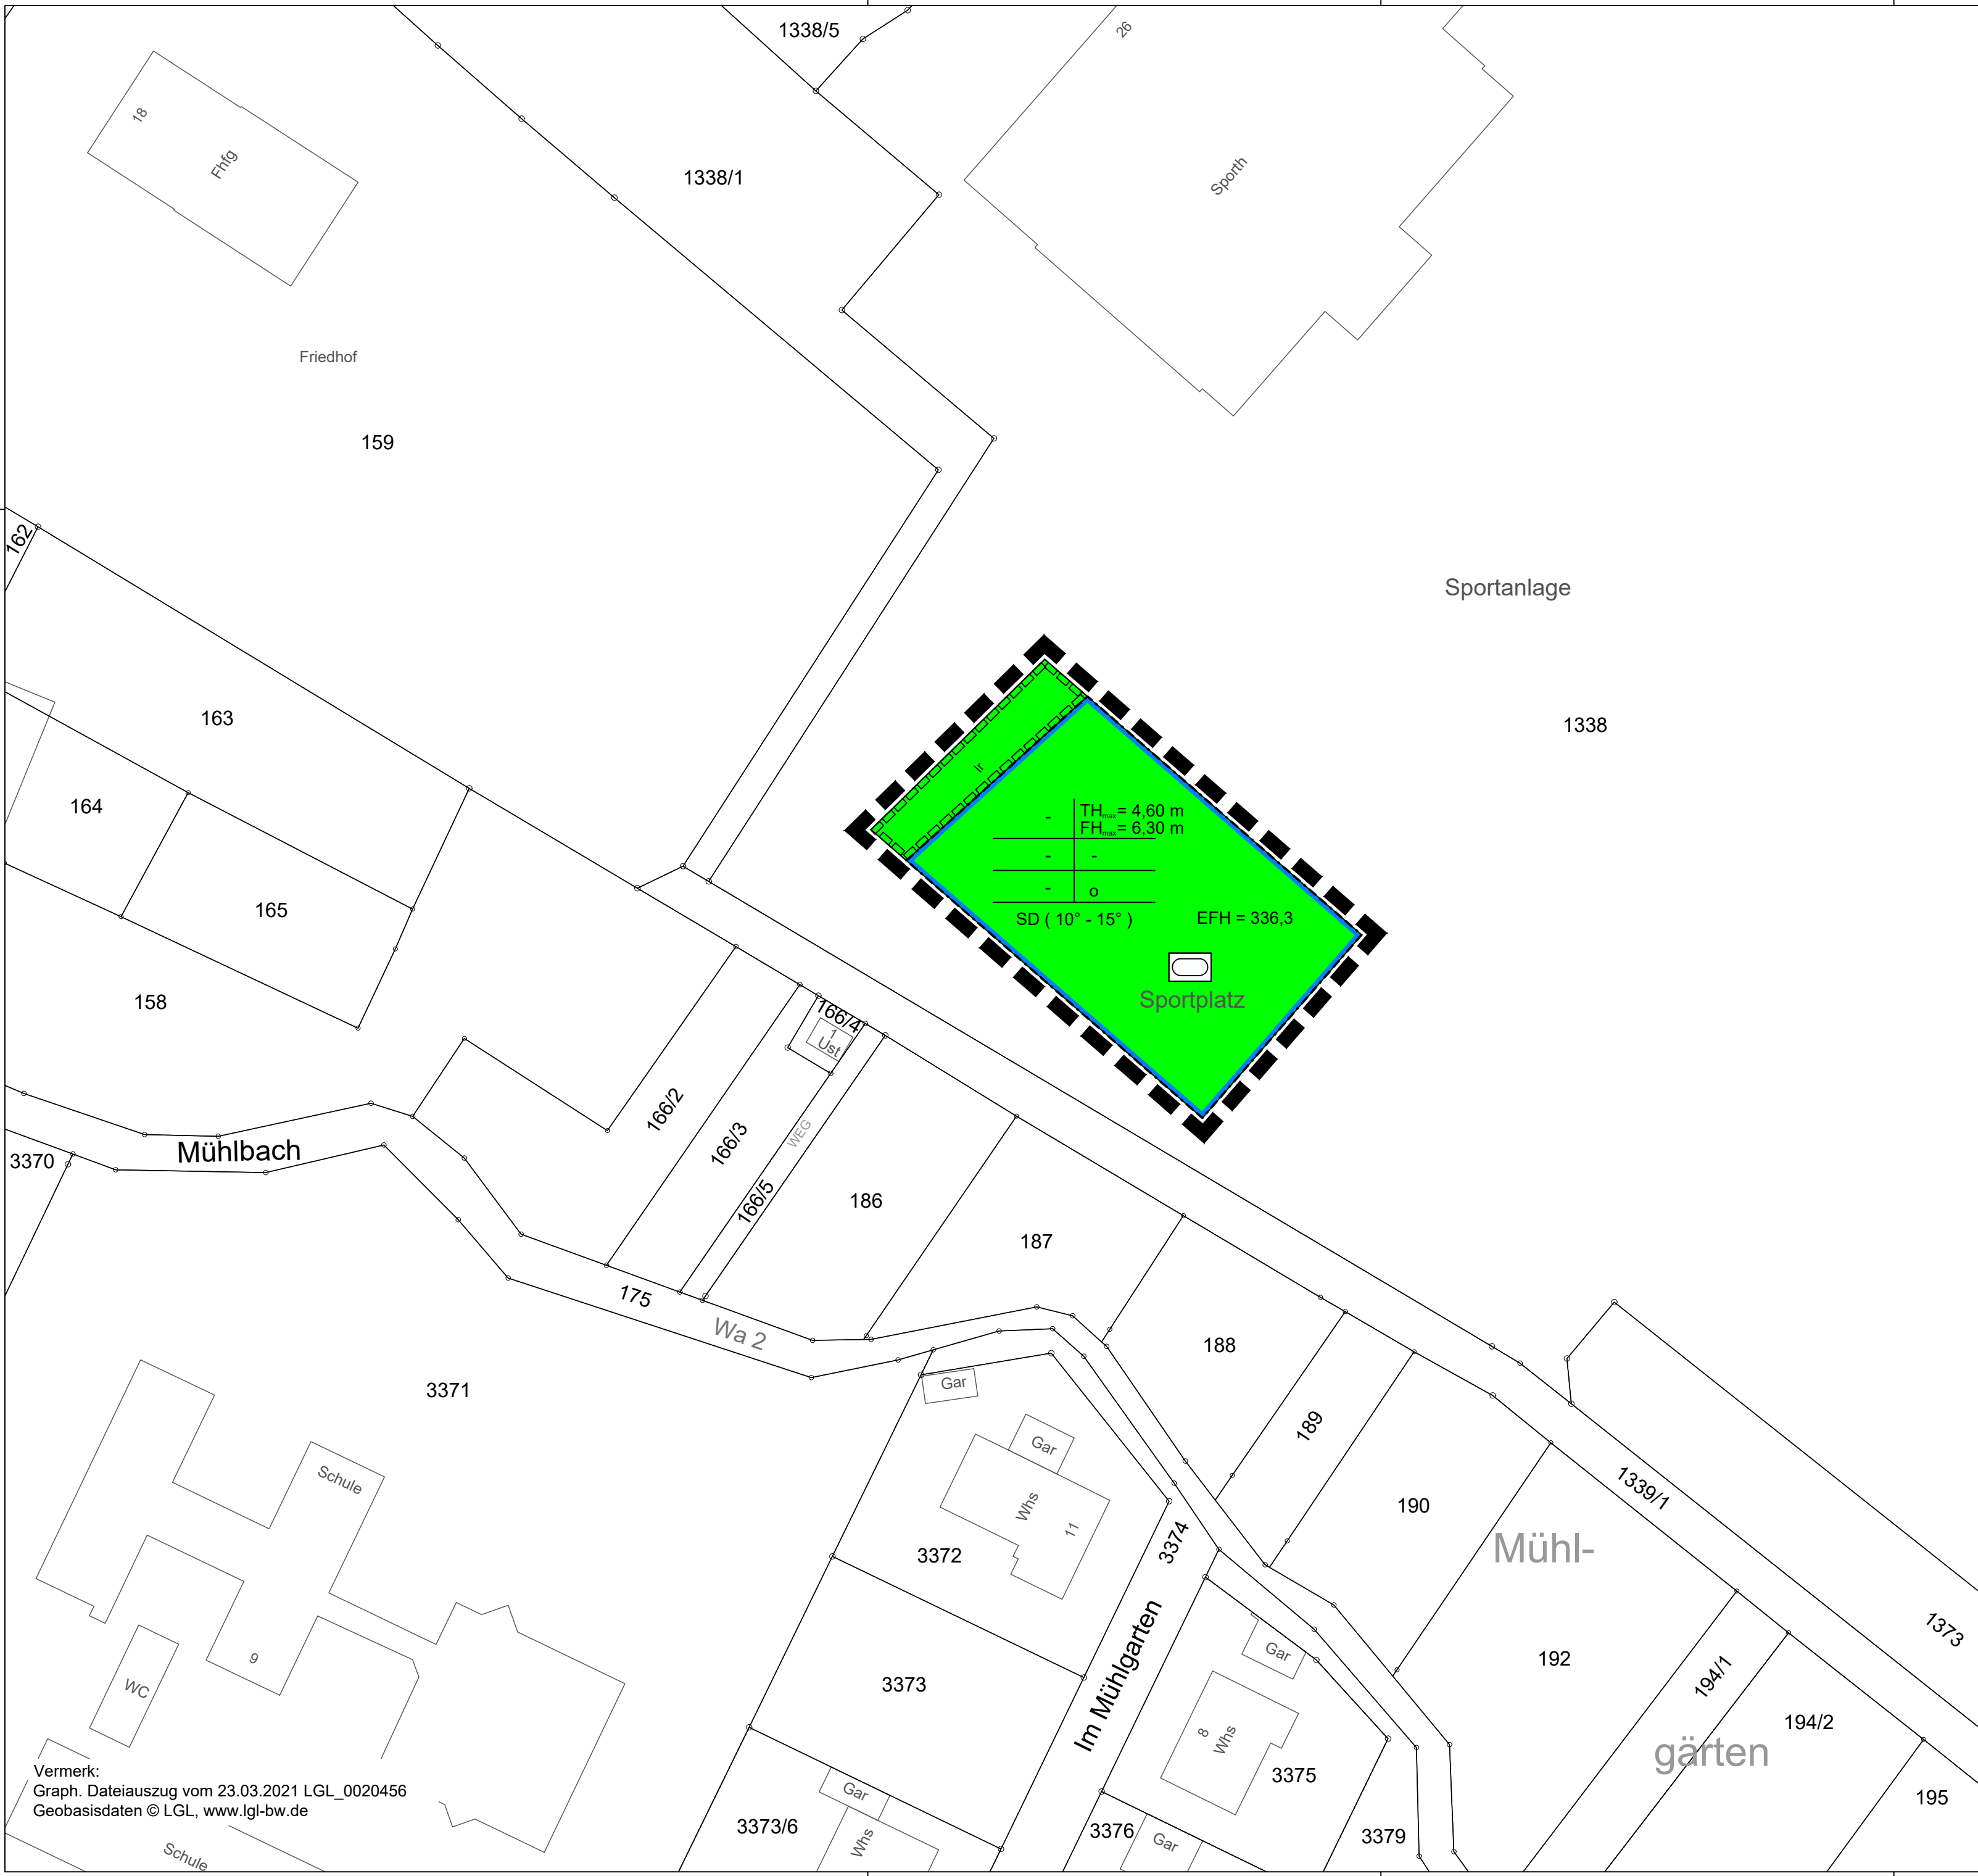 1338/5
26
18
Fhfg
1338/1
Sporth
Friedhof
159
162
Sportanlage
163
1338
164
lr
- THmax= 4,60 m
FHmax= 6,30 m
- -
- o
165
SD ( 10° - 15° ) EFH = 336,3
158
Sportplatz
166/4
1
Ust
166/2
166/3
WEG
Mühlbach
3370
166/5
186
187
175
Wa 2
188
3371
Gar
189
Gar
Schule
Whs
11
190
1339/1
3374
3372
Mühl-
9
Im Mühlgarten
Gar
192
1373
WC
3373
194/1
8
Whs
194/2
gärten
3375
Vermerk:
Graph. Dateiauszug vom 23.03.2021 LGL_0020456
Geobasisdaten © LGL, www.lgl-bw.de
Gar
195
3373/6
Whs
3376
Gar
3379
Schule